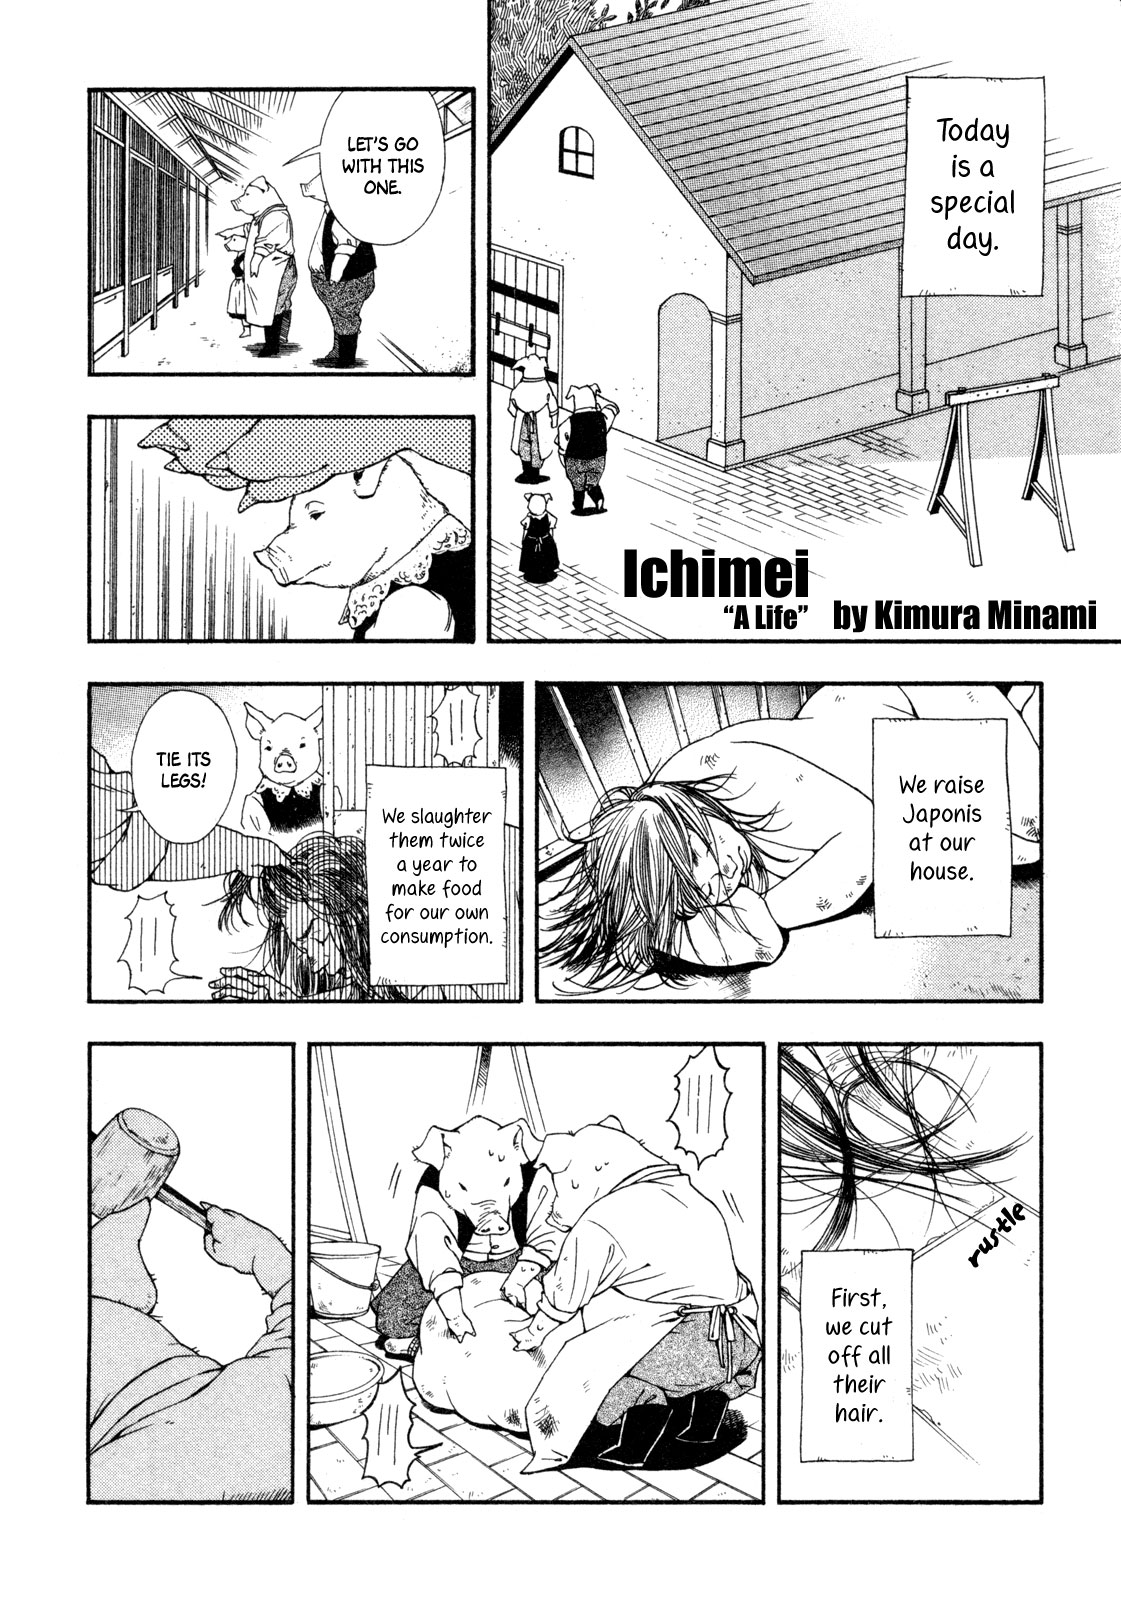 Today
is a
special
day.
Ichimei
"A Life" by Kimura Minami
LET'S GO
WITH THIS
ONE.
We raise
Japonis
at our
house.
TIE ITS
LEGS!
We slaughter
them twice
a year to
make food
for our own
consumption.
rustle
First,
we cut
off all
their
hair.